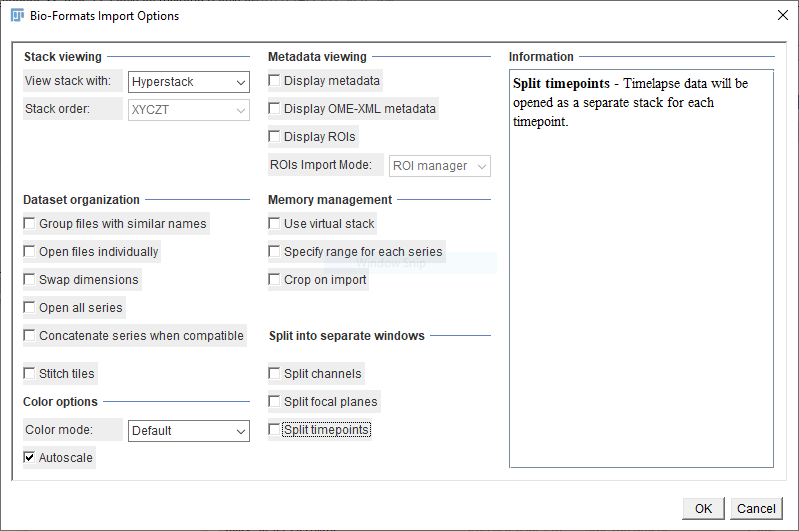 Bio-Formats Import Options
Stack viewing
View stack with: Hyperstack
Stack order: XYCZT
Metadata viewing
Display metadata
Display OME-XML metadata
Display ROIs
ROIs Import Mode: ROI manager
Information
Split timepoints - Timelapse data will be
opened as a separate stack for each
timepoint.
Dataset organization
Group files with similar names
Open files individually
Swap dimensions
Open all series
Concatenate series when compatible
Stitch tiles
Memory management
Use virtual stack
Specify range for each series
Window Snip
Crop on import
Color options
Color mode: Default
Autoscale
Split into separate windows
Split channels
Split focal planes
Split timepoints
OK
Cancel